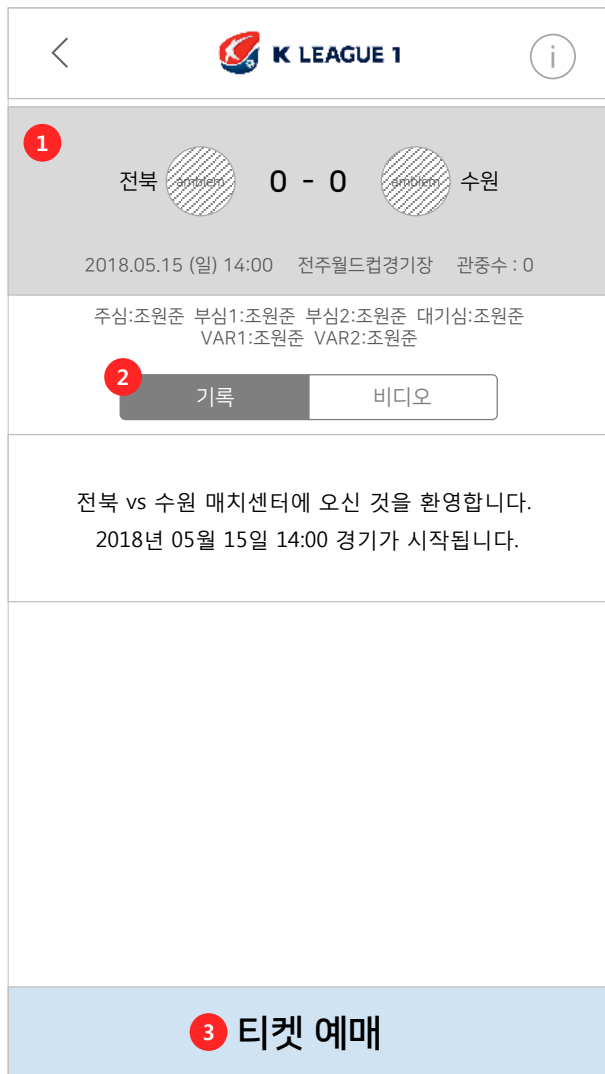 K LEAGUE 1
i
1
전북 amblem 0 - 0 amblem 수원
2018.05.15 (일) 14:00 전주월드컵경기장 관중수 : 0
주심:조원준 부심1:조원준 부심2:조원준 대기심:조원준
VAR1:조원준 VAR2:조원준
2
기록 비디오
전북 vs 수원 매치센터에 오신 것을 환영합니다.
2018년 05월 15일 14:00 경기가 시작됩니다.
3 티켓 예매